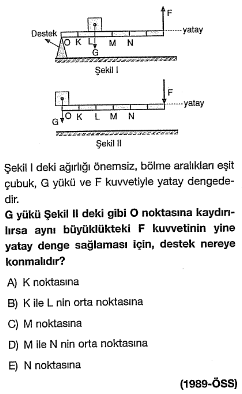 F
Destek
yatay
O K L M N
G
Şekil I
F
yatay
O K L M N
G
Şekil II
Şekil I deki ağırlığı önemsiz, bölme aralıkları eşit
çubuk, G yükü ve F kuvvetiyle yatay dengede-
dir.
G yükü Şekil II deki gibi O noktasına kaydırı-
lırsa aynı büyüklükteki F kuvvetinin yine
yatay denge sağlaması için, destek nereye
konmalıdır?
A) K noktasına
B) K ile L nin orta noktasına
C) M noktasına
D) M ile N nin orta noktasına
E) N noktasına
(1989-ÖSS)